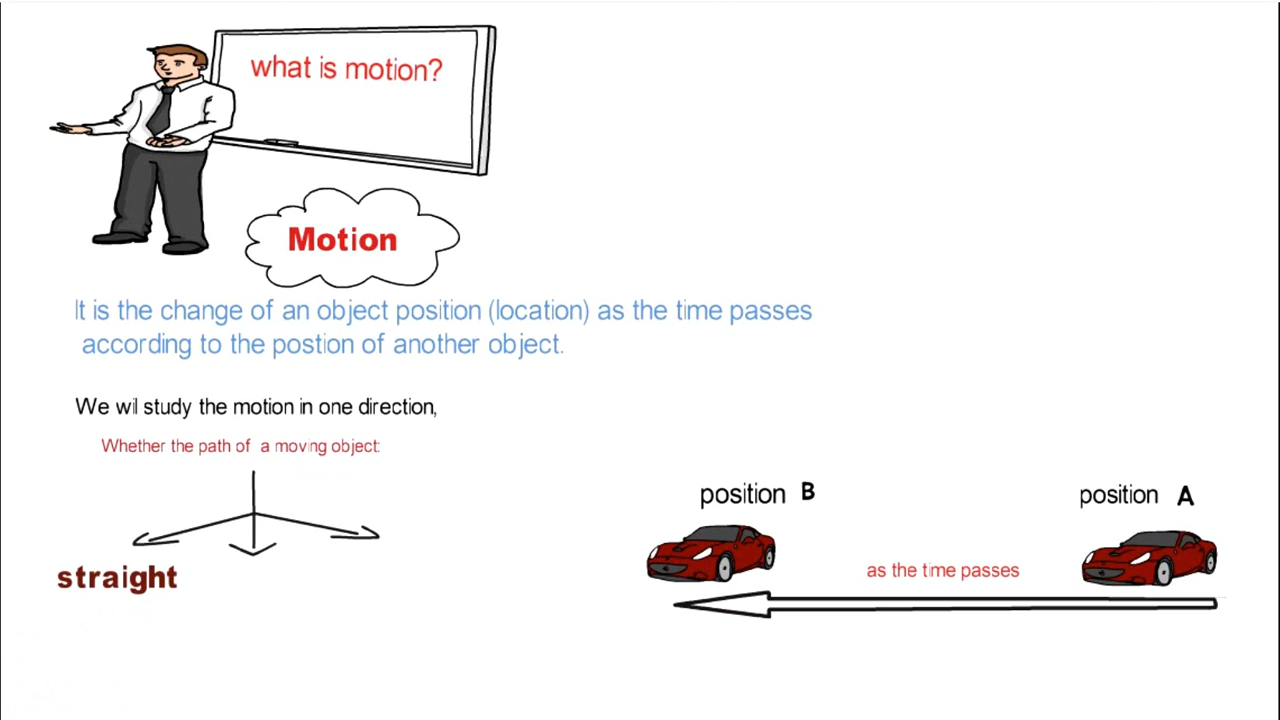 what is motion?
Motion
It is the change of an object position (location) as the time passes
according to the postion of another object.
We wil study the motion in one direction,
Whether the path of a moving object:
straight
position B
position A
as the time passes